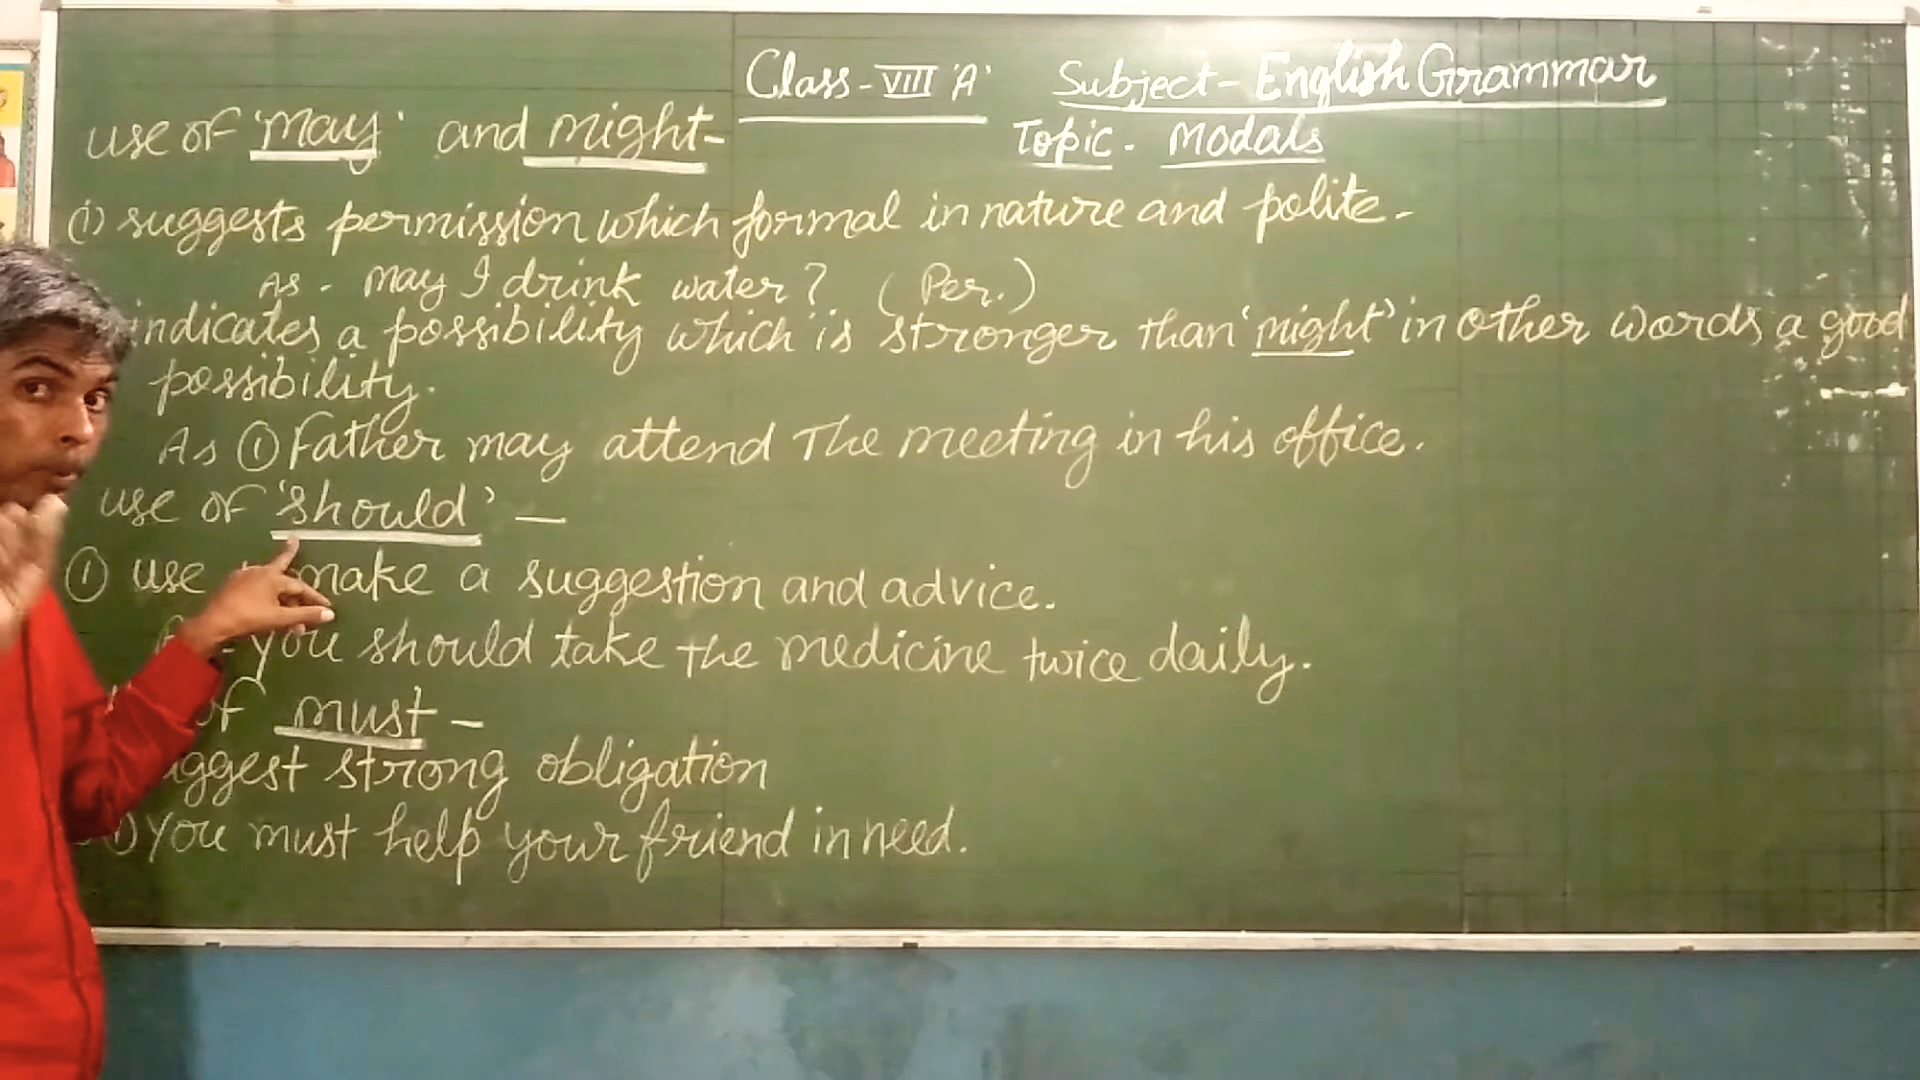 Class - VIII 'A' Subject - English Grammar
Topic - Modals
use of 'may' and might -
(i) suggests permission which formal in nature and polite -
As - may I drink water? (Per.)
indicates a possibility which is stronger than 'might' in other words, a good
possibility.
As ① Father may attend The meeting in his office.
use of 'should' -
① use make a suggestion and advice.
- you should take the medicine twice daily.
of must -
strong obligation
1) you must help your friend in need.